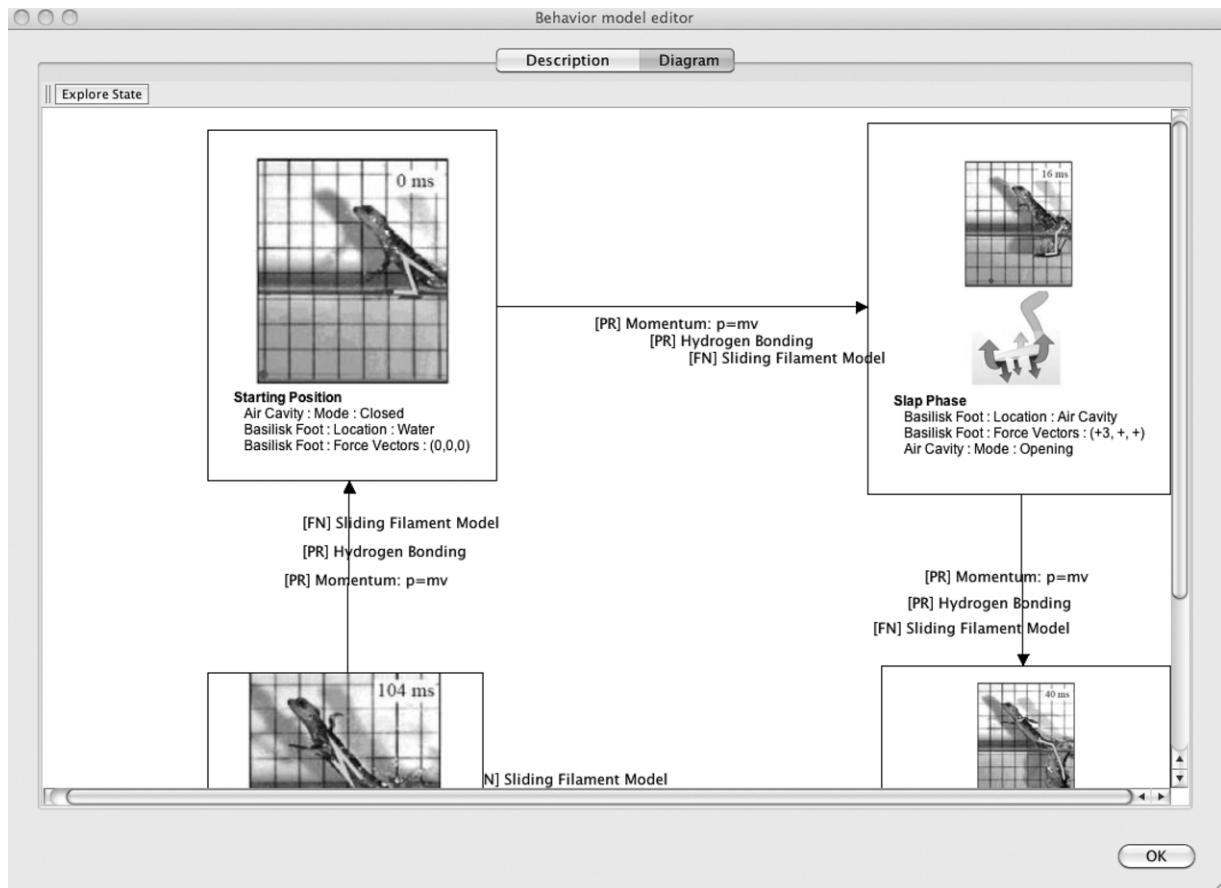 Behavior model editor
Description
Diagram
Explore State
0 ms
16 ms
[PR] Momentum: p=mv
[PR] Hydrogen Bonding
[FN] Sliding Filament Model
Starting Position
Air Cavity : Mode : Closed
Basilisk Foot : Location : Water
Basilisk Foot : Force Vectors : (0,0,0)
Slap Phase
Basilisk Foot : Location : Air Cavity
Basilisk Foot : Force Vectors : (+3, +, +)
Air Cavity : Mode : Opening
[FN] Sliding Filament Model
[PR] Hydrogen Bonding
[PR] Momentum: p=mv
[PR] Momentum: p=mv
[PR] Hydrogen Bonding
[FN] Sliding Filament Model
104 ms
40 ms
N] Sliding Filament Model
OK